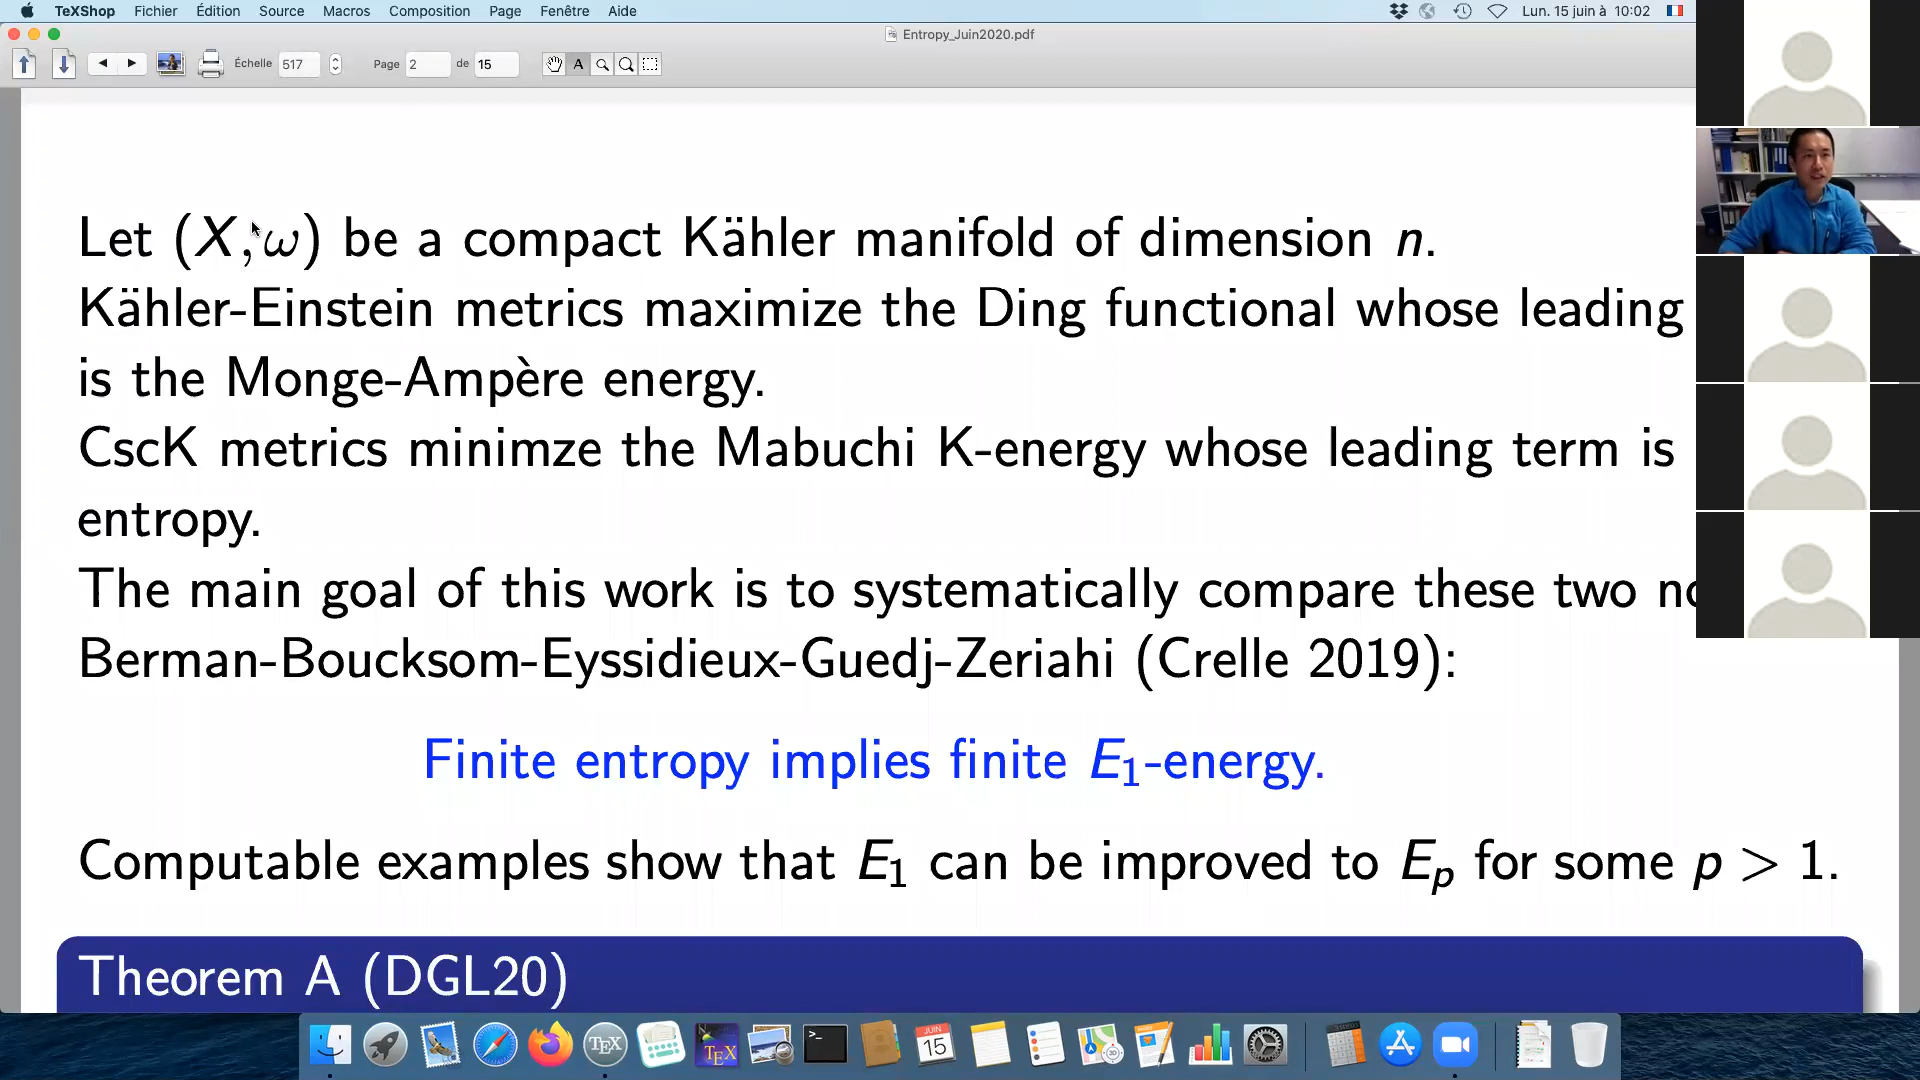 TeXShop Fichier Édition Source Macros Composition Page Fenêtre Aide Lun. 15 juin à 10:02
Entropy_Juin2020.pdf
Échelle 517 Page 2 de 15 A
Let (X, ω) be a compact Kähler manifold of dimension n.
Kähler-Einstein metrics maximize the Ding functional whose leading
is the Monge-Ampère energy.
CscK metrics minimze the Mabuchi K-energy whose leading term is
entropy.
The main goal of this work is to systematically compare these two
Berman-Boucksom-Eyssidieux-Guedj-Zeriahi (Crelle 2019):
Finite entropy implies finite E₁-energy.
Computable examples show that E₁ can be improved to Eₚ for some p > 1.
Theorem A (DGL20)
TEX TEX JUIN 15